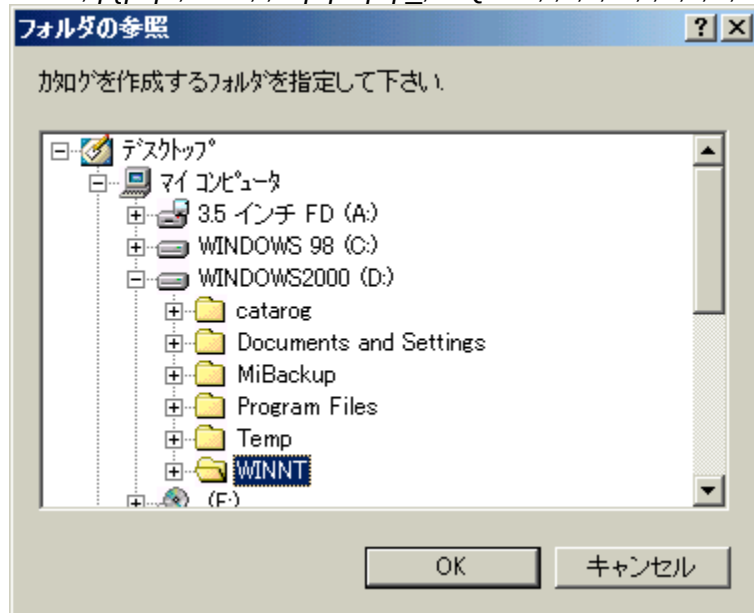 フォルダの参照
ｶﾀﾛｸﾞを作成するﾌｫﾙﾀﾞを指定して下さい.
ﾃﾞｽｸﾄｯﾌﾟ
マイ ｺﾝﾋﾟｭｰﾀ
3.5 インチ FD (A:)
WINDOWS 98 (C:)
WINDOWS2000 (D:)
catarog
Documents and Settings
MiBackup
Program Files
Temp
WINNT
(F:)
OK
キャンセル